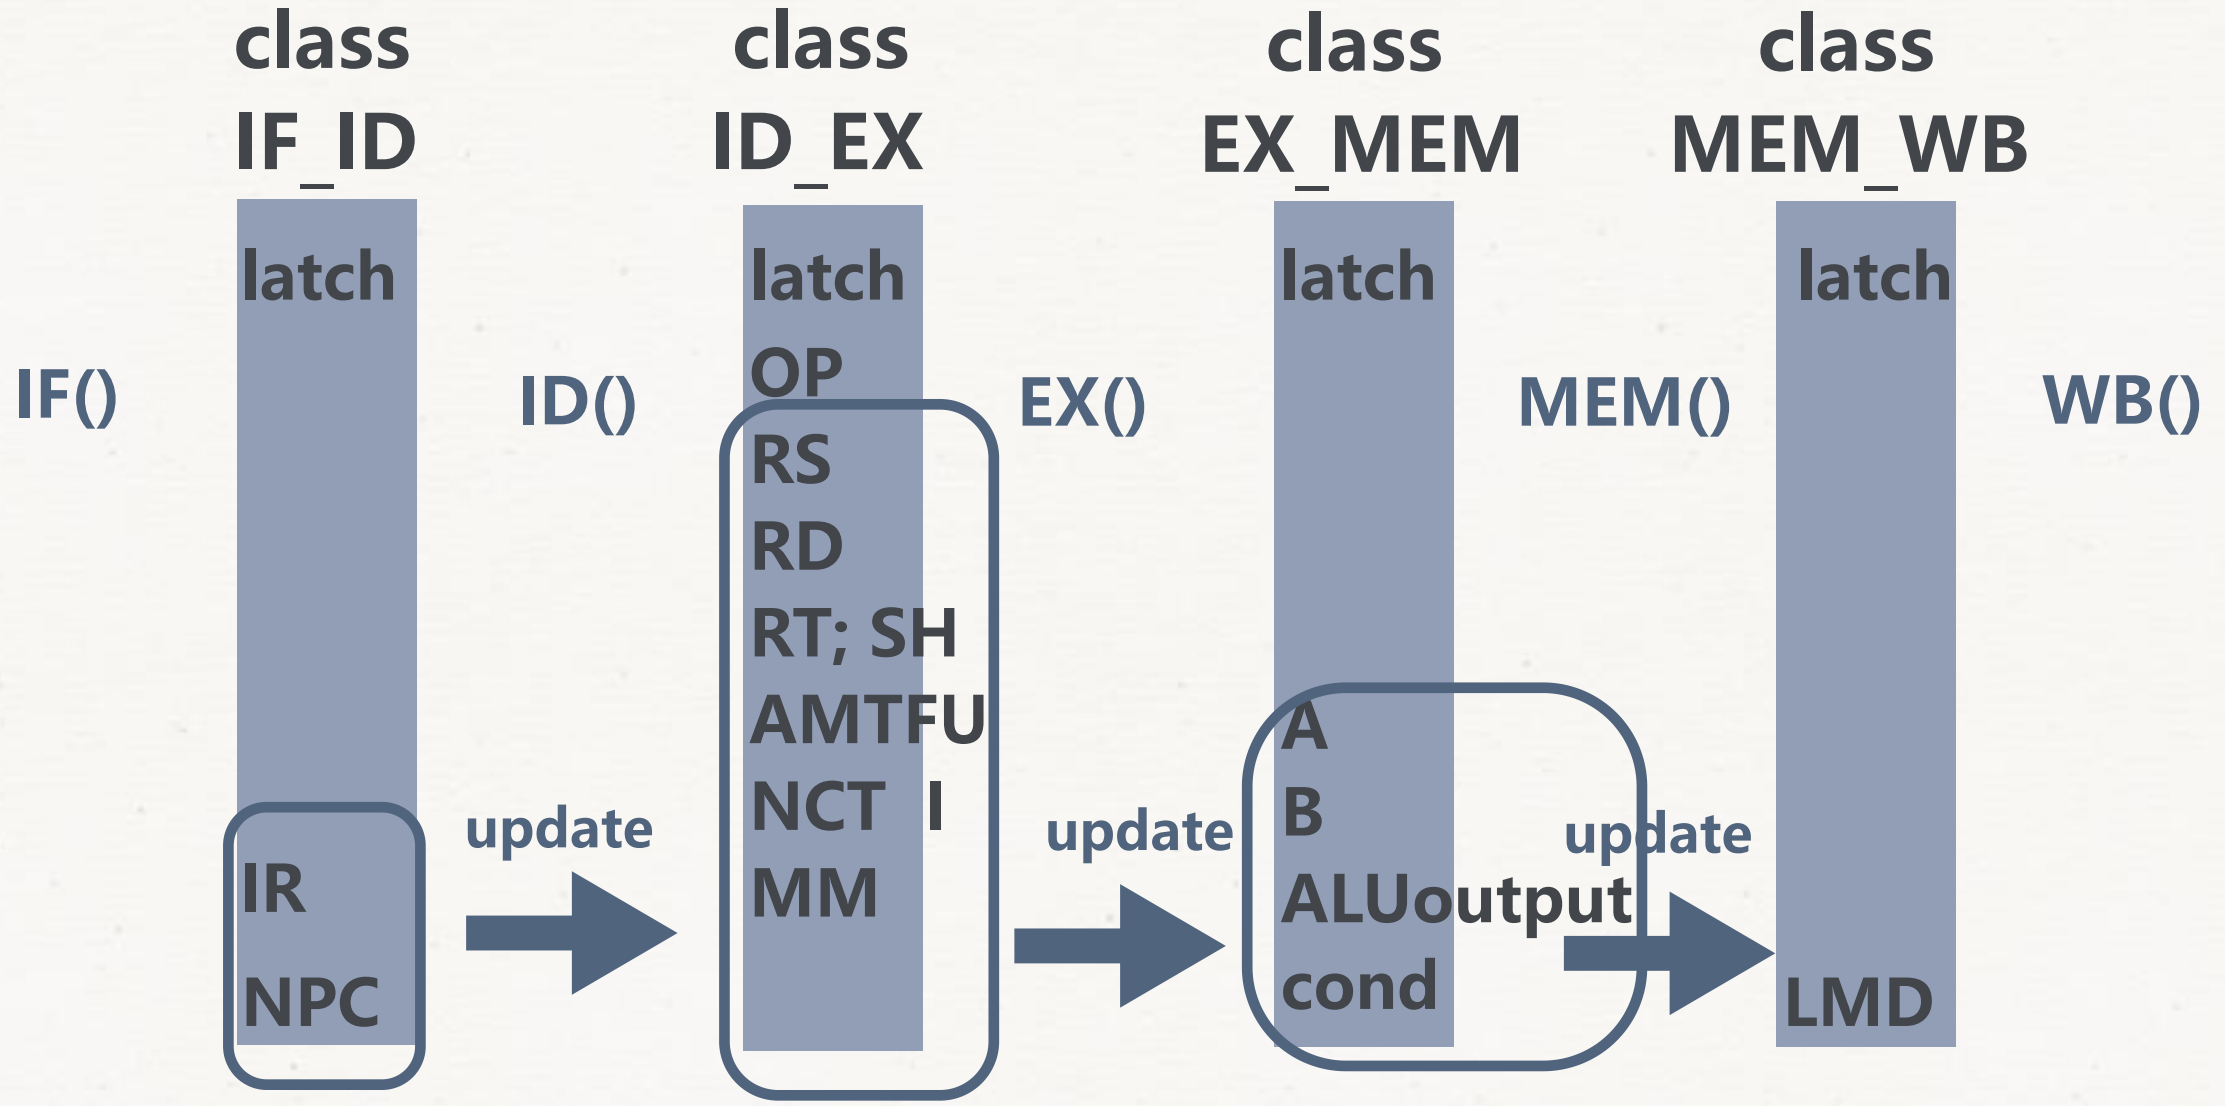 class
IF_ID
latch
IR
NPC
class
ID_EX
latch
OP
RS
RD
RT; SH
AMTFU
NCT I
MM
class
EX_MEM
latch
A
B
ALUoutput
cond
class
MEM_WB
latch
LMD
IF()
ID()
EX()
MEM()
WB()
update
update
update